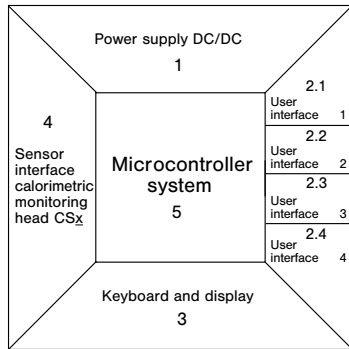 Power supply DC/DC
1
4
Sensor
interface
calorimetric
monitoring
head CSx
Microcontroller
system
5
2.1
User
interface 1
2.2
User
interface 2
2.3
User
interface 3
2.4
User
interface 4
Keyboard and display
3